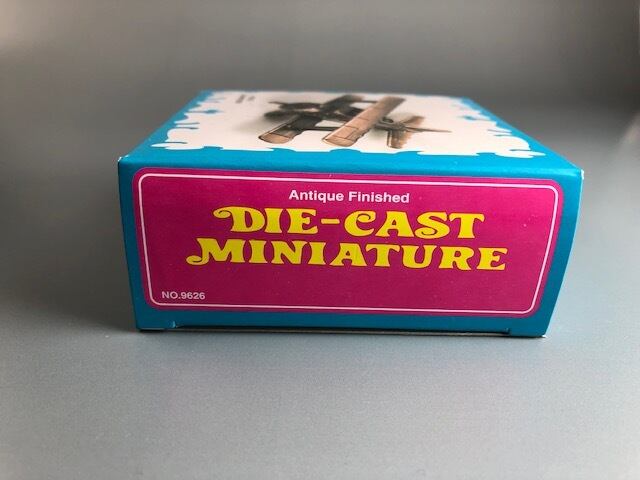 Antique Finished
DIE-CAST
MINIATURE
NO.9626